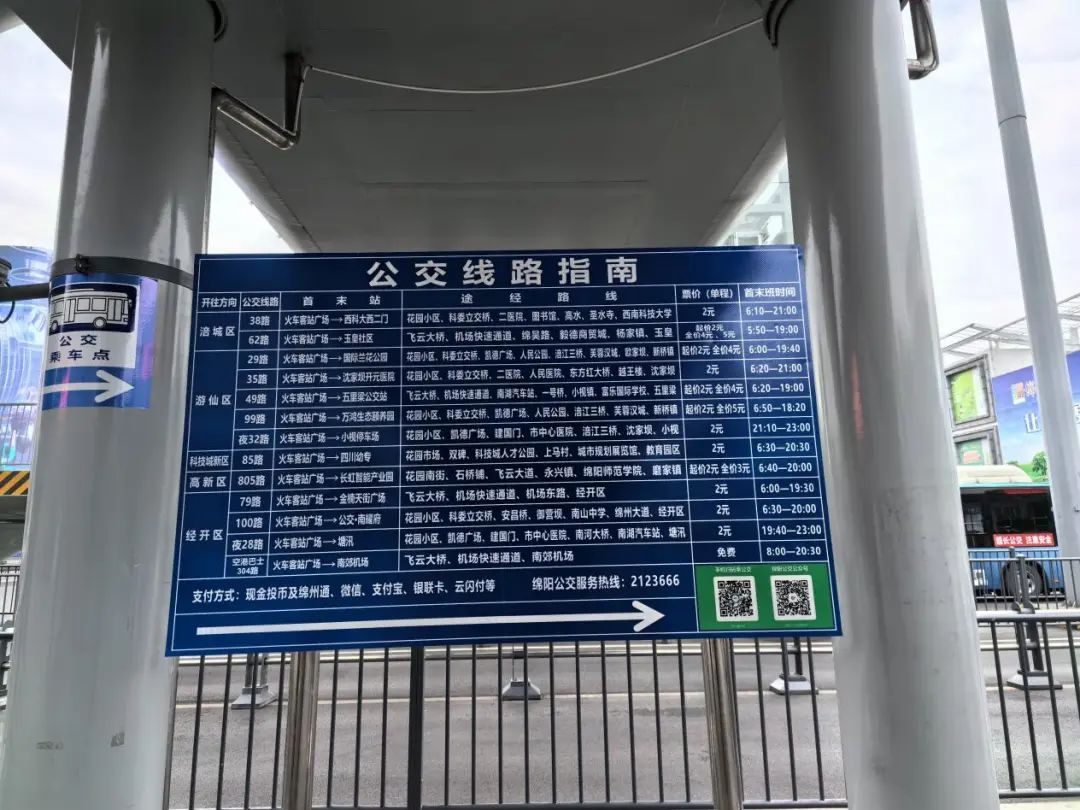 公交线路指南
开往方向 公交线路 首末站 途经路线 票价（单程） 首末班时间
涪城区
38路 火车客站广场→西科大西二门 花园小区、科委立交桥、二医院、图书馆、高水、圣水寺、西南科技大学 2元 6:10—21:00
62路 火车客站广场→玉皇社区 飞云大桥、机场快速通道、绵吴路、毅德商贸城、杨家镇、玉皇 起价2元 全价4元、5元 5:50—19:00
游仙区
29路 火车客站广场→国际兰花公园 花园小区、科委立交桥、凯德广场、人民公园、涪江三桥、芙蓉汉城、欧家坝、新桥镇 起价2元 全价4元 6:00—19:40
35路 火车客站广场→沈家坝开元医院 花园小区、科委立交桥、二医院、人民医院、东方红大桥、越王楼、沈家坝 2元 6:20—21:00
49路 火车客站广场→五里梁公交站 飞云大桥、机场快速通道、南湖汽车站、一号桥、小枧镇、富乐国际学校、五里梁 起价2元 全价4元 6:20—19:00
99路 火车客站广场→万鸿生态颐养园 花园小区、科委立交桥、凯德广场、人民公园、涪江三桥、芙蓉汉城、新桥镇 起价2元 全价5元 6:50—18:20
夜32路 火车客站广场→小枧停车场 花园小区、凯德广场、建国门、市中心医院、涪江三桥、沈家坝、小枧 2元 21:10—23:00
科技城新区 85路 火车客站广场→四川幼专 花园市场、双碑、科技城人才公园、上马村、城市规划展览馆、教育园区 2元 6:30—20:30
高新区 805路 火车客站广场→长虹智能产业园 花园南街、石桥铺、飞云大道、永兴镇、绵阳师范学院、磨家镇 起价2元 全价3元 6:40—20:00
经开区
79路 火车客站广场→金楠天街广场 飞云大桥、机场快速通道、机场东路、经开区 2元 6:00—19:30
100路 火车客站广场→公交·南曜府 花园小区、科委立交桥、安昌桥、御营坝、南山中学、绵州大道、经开区 2元 6:30—20:00
夜28路 火车客站广场→塘汛 花园小区、凯德广场、建国门、市中心医院、南河大桥、南湖汽车站、塘汛 2元 19:40—23:00
空港巴士304路 火车客站广场→南郊机场 飞云大桥、机场快速通道、南郊机场 免费 8:00—20:30
支付方式：现金投币及绵州通、微信、支付宝、银联卡、云闪付等 绵阳公交服务热线：2123666
手机扫码乘公交 绵阳公交公众号
公交
乘车点
注意安全